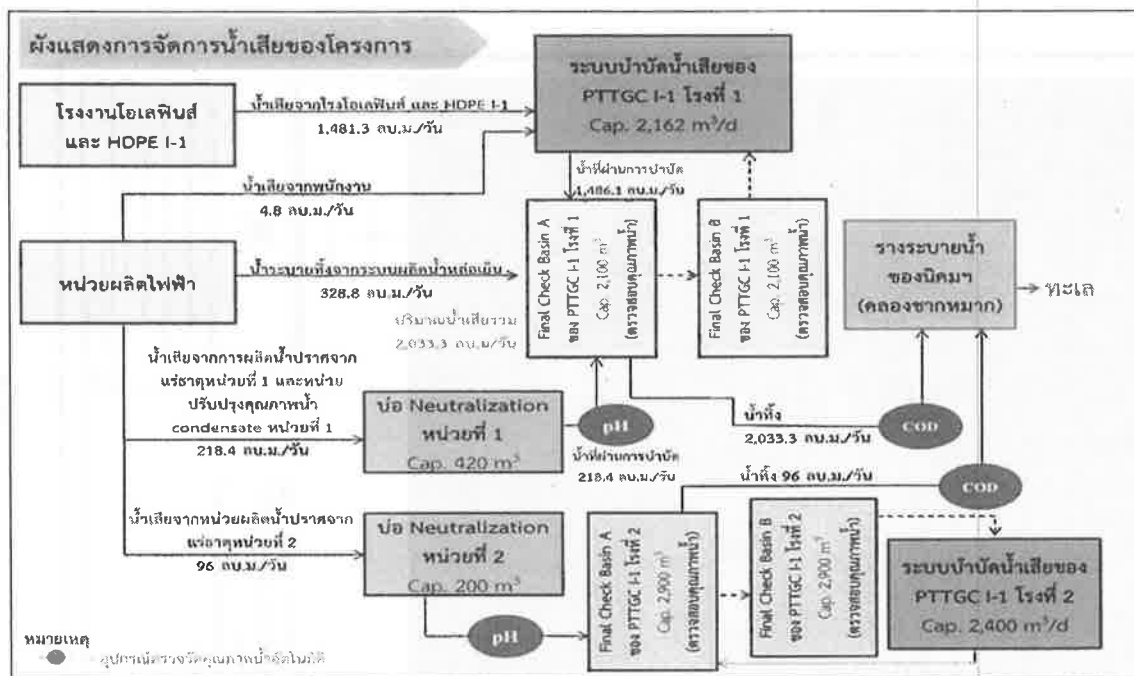 ผังแสดงการจัดการน้ำเสียของโครงการ
โรงงานโอเลฟินส์
และ HDPE I-1
น้ำเสียจากโรงโอเลฟินส์ และ HDPE I-1
1,481.3 ลบ.ม./วัน
ระบบบำบัดน้ำเสียของ
PTTGC I-1 โรงที่ 1
Cap. 2,162 m³/d
น้ำที่ผ่านการบำบัด
1,486.1 ลบ.ม./วัน
น้ำเสียจากพนักงาน
4.8 ลบ.ม./วัน
หน่วยผลิตไฟฟ้า
น้ำระบายทิ้งจากระบบผลิตน้ำหล่อเย็น
328.8 ลบ.ม./วัน
ปริมาณน้ำเสียรวม
2,033.3 ลบ.ม/วัน
Final Check Basin A
ของ PTTGC I-1 โรงที่ 1
Cap. 2,100 m³
(ตรวจสอบคุณภาพน้ำ)
Final Check Basin B
ของ PTTGC I-1 โรงที่ 1
Cap. 2,100 m³
(ตรวจสอบคุณภาพน้ำ)
รางระบายน้ำ
ของนิคมฯ
(คลองชากหมาก)
ทะเล
น้ำเสียจากการผลิตน้ำปราศจาก
แร่ธาตุหน่วยที่ 1 และหน่วย
ปรับปรุงคุณภาพน้ำ
condensate หน่วยที่ 1
218.4 ลบ.ม./วัน
บ่อ Neutralization
หน่วยที่ 1
Cap. 420 m³
pH
น้ำที่ผ่านการบำบัด
218.4 ลบ.ม./วัน
น้ำทิ้ง
2,033.3 ลบ.ม./วัน
COD
น้ำทิ้ง 96 ลบ.ม./วัน
COD
น้ำเสียจากหน่วยผลิตน้ำปราศจาก
แร่ธาตุหน่วยที่ 2
96 ลบ.ม./วัน
บ่อ Neutralization
หน่วยที่ 2
Cap. 200 m³
pH
Final Check Basin A
ของ PTTGC I-1 โรงที่ 2
Cap. 2,900 m³
(ตรวจสอบคุณภาพน้ำ)
Final Check Basin B
ของ PTTGC I-1 โรงที่ 2
Cap. 2,900 m³
(ตรวจสอบคุณภาพน้ำ)
ระบบบำบัดน้ำเสียของ
PTTGC I-1 โรงที่ 2
Cap. 2,400 m³/d
หมายเหตุ
อุปกรณ์ตรวจวัดคุณภาพน้ำอัตโนมัติ